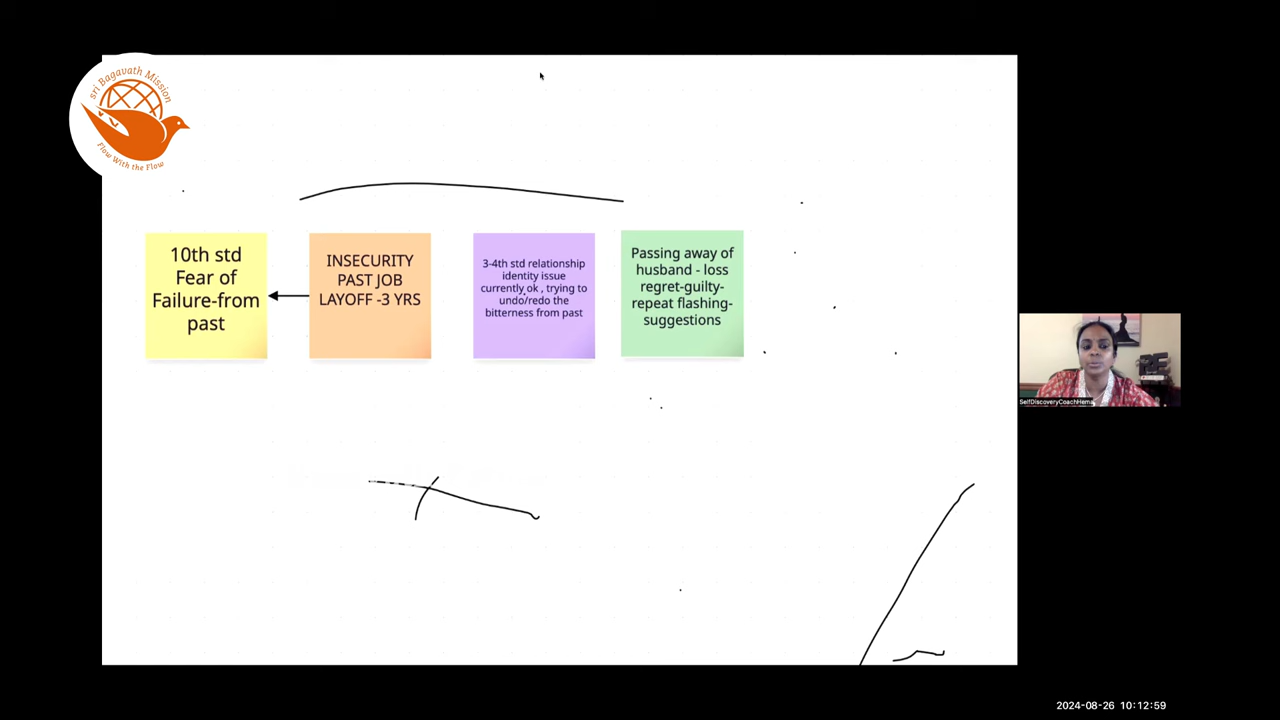 sri Bagavath Mission
Flow With the Flow
10th std
Fear of
Failure-from
past
INSECURITY
PAST JOB
LAYOFF -3 YRS
3-4th std relationship
identity issue
currently ok , trying to
undo/redo the
bitterness from past
Passing away of
husband - loss
regret-guilty-
repeat flashing-
suggestions
SelfDiscoveryCoachHema
2024-08-26 10:12:59